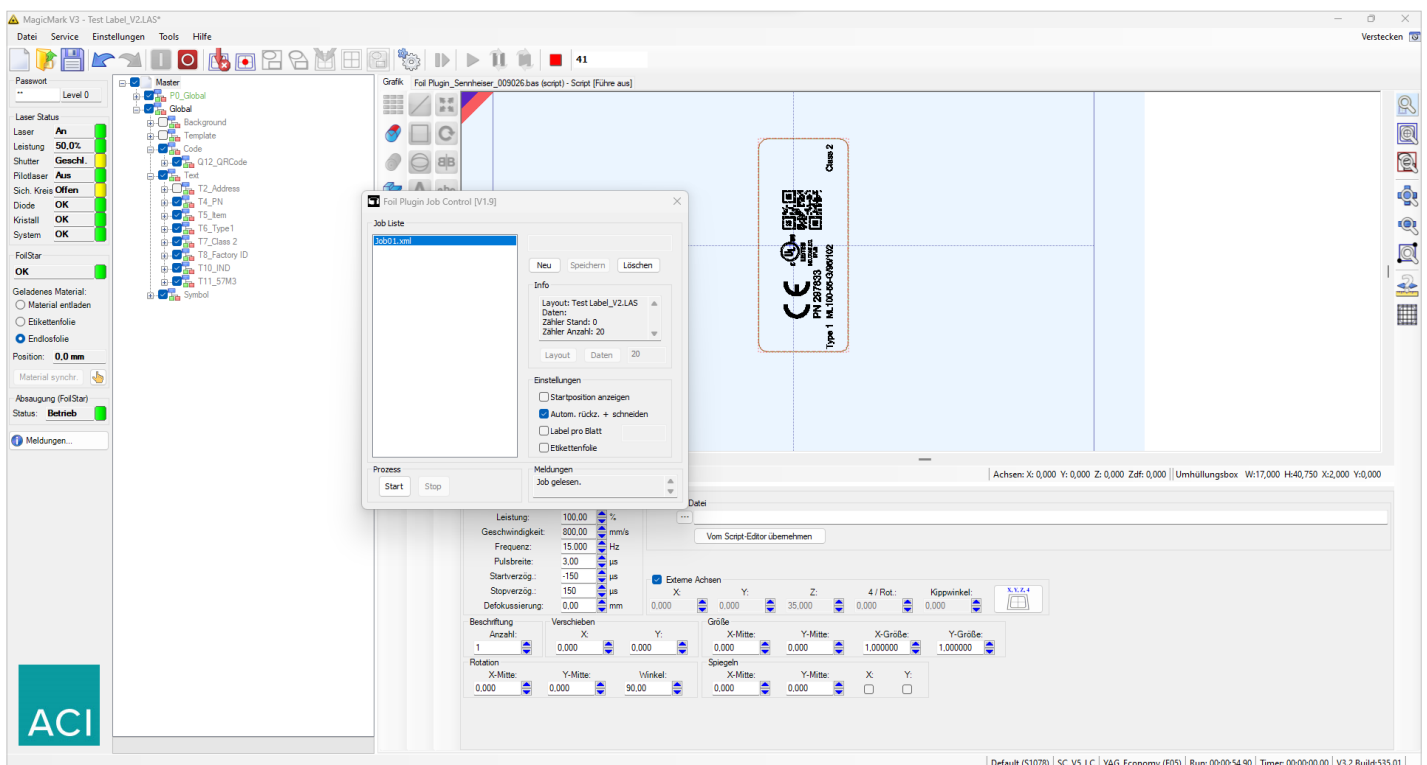 MagicMark V3 - Test Label_V2.LAS*
Datei Service Einstellungen Tools Hilfe
Verstecken
41
Passwort
** Level 0
Laser Status
Laser An
Leistung 50,0%
Shutter Geschl.
Pilotlaser Aus
Sich. Kreis Offen
Diode OK
Kristall OK
System OK
FoilStar
OK
Geladenes Material:
Material entladen
Etikettenfolie
Endlosfolie
Position: 0,0 mm
Material synchr.
Absaugung (FoilStar)
Status: Betrieb
Meldungen...
ACI
Master
P0_Global
Global
Background
Template
Code
Q12_QRCode
Text
T2_Address
T4_PN
T5_Item
T6_Type1
T7_Class 2
T8_Factory ID
T10_IND
T11_57M3
Symbol
Grafik Foil Plugin_Sennheiser_009026.bas (script) - Script [Führe aus]
Foil Plugin Job Control [V1.9]
Job Liste
Job01.xml
Neu Speichern Löschen
Info
Layout: Test Label_V2.LAS
Daten:
Zähler Stand: 0
Zähler Anzahl: 20
Layout Daten 20
Einstellungen
Startposition anzeigen
Autom. rückz. + schneiden
Label pro Blatt
Etikettenfolie
Prozess
Start Stop
Meldungen
Job gelesen.
Class 2
UL
CE
PN 297833
Type 1 ML100-55-G/95/102
Achsen: X: 0,000 Y: 0,000 Z: 0,000 Zdf: 0,000 Umhüllungsbox W:17,000 H:40,750 X:2,000 Y:0,000
Datei
...
Vom Script-Editor übernehmen
Leistung: 100,00 %
Geschwindigkeit: 800,00 mm/s
Frequenz: 15.000 Hz
Pulsbreite: 3,00 µs
Startverzög.: -150 µs
Stopverzög.: 150 µs
Defokussierung: 0,00 mm
Externe Achsen
X: Y: Z: 4 / Rot.: Kippwinkel: X, Y, Z, 4
0,000 0,000 35,000 0,000 0,000
Beschriftung Verschieben Größe
Anzahl: X: Y: X-Mitte: Y-Mitte: X-Größe: Y-Größe:
1 0,000 0,000 0,000 0,000 1,000000 1,000000
Rotation Spiegeln
X-Mitte: Y-Mitte: Winkel: X-Mitte: Y-Mitte: X: Y:
0,000 0,000 90,00 0,000 0,000
Default (S1078) SC_V5_LC YAG_Economy (F05) Run: 00:00:54,90 Timer: 00:00:00,00 V3.2 Build:535.01